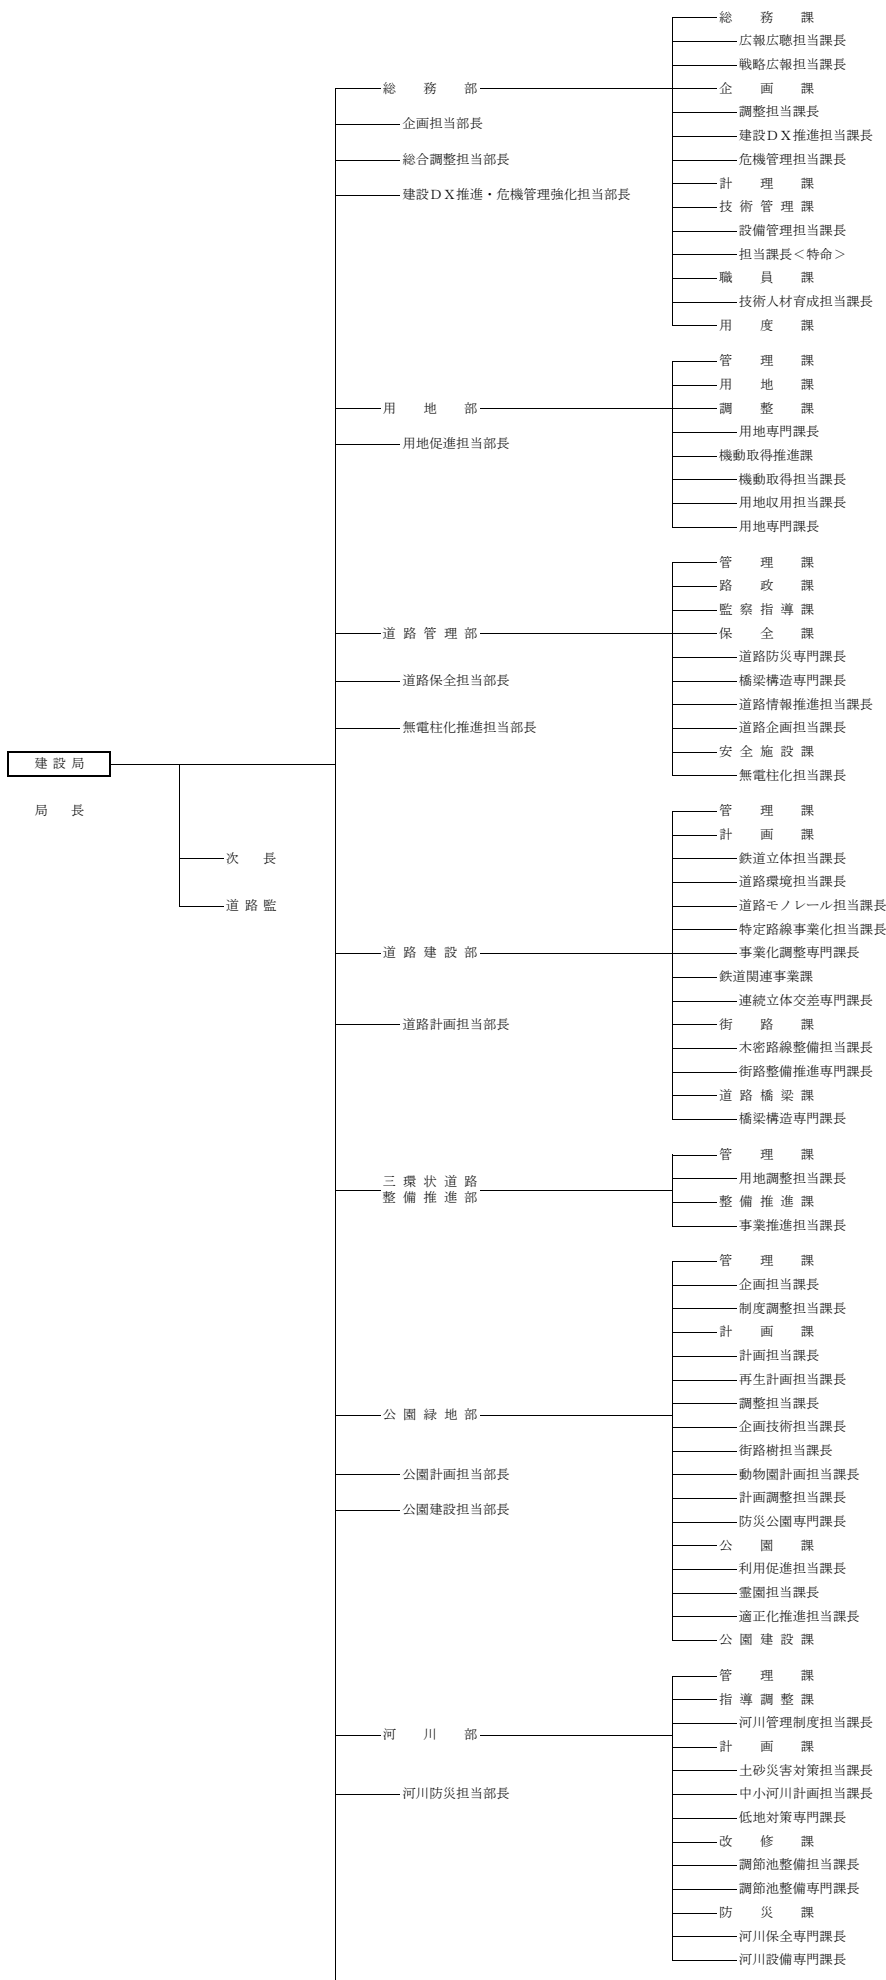 建設局
局長
次長
道路監
総務部
企画担当部長
総合調整担当部長
建設ＤＸ推進・危機管理強化担当部長
総務課
広報広聴担当課長
戦略広報担当課長
企画課
調整担当課長
建設ＤＸ推進担当課長
危機管理担当課長
計理課
技術管理課
設備管理担当課長
担当課長＜特命＞
職員課
技術人材育成担当課長
用度課
用地部
用地促進担当部長
管理課
用地課
調整課
用地専門課長
機動取得推進課
機動取得担当課長
用地収用担当課長
用地専門課長
道路管理部
道路保全担当部長
無電柱化推進担当部長
管理課
路政課
監察指導課
保全課
道路防災専門課長
橋梁構造専門課長
道路情報推進担当課長
道路企画担当課長
安全施設課
無電柱化担当課長
道路建設部
道路計画担当部長
管理課
計画課
鉄道立体担当課長
道路環境担当課長
道路モノレール担当課長
特定路線事業化担当課長
事業化調整専門課長
鉄道関連事業課
連続立体交差専門課長
街路課
木密路線整備担当課長
街路整備推進専門課長
道路橋梁課
橋梁構造専門課長
三環状道路
整備推進部
管理課
用地調整担当課長
整備推進課
事業推進担当課長
公園緑地部
公園計画担当部長
公園建設担当部長
管理課
企画担当課長
制度調整担当課長
計画課
計画担当課長
再生計画担当課長
調整担当課長
企画技術担当課長
街路樹担当課長
動物園計画担当課長
計画調整担当課長
防災公園専門課長
公園課
利用促進担当課長
霊園担当課長
適正化推進担当課長
公園建設課
河川部
河川防災担当部長
管理課
指導調整課
河川管理制度担当課長
計画課
土砂災害対策担当課長
中小河川計画担当課長
低地対策専門課長
改修課
調節池整備担当課長
調節池整備専門課長
防災課
河川保全専門課長
河川設備専門課長